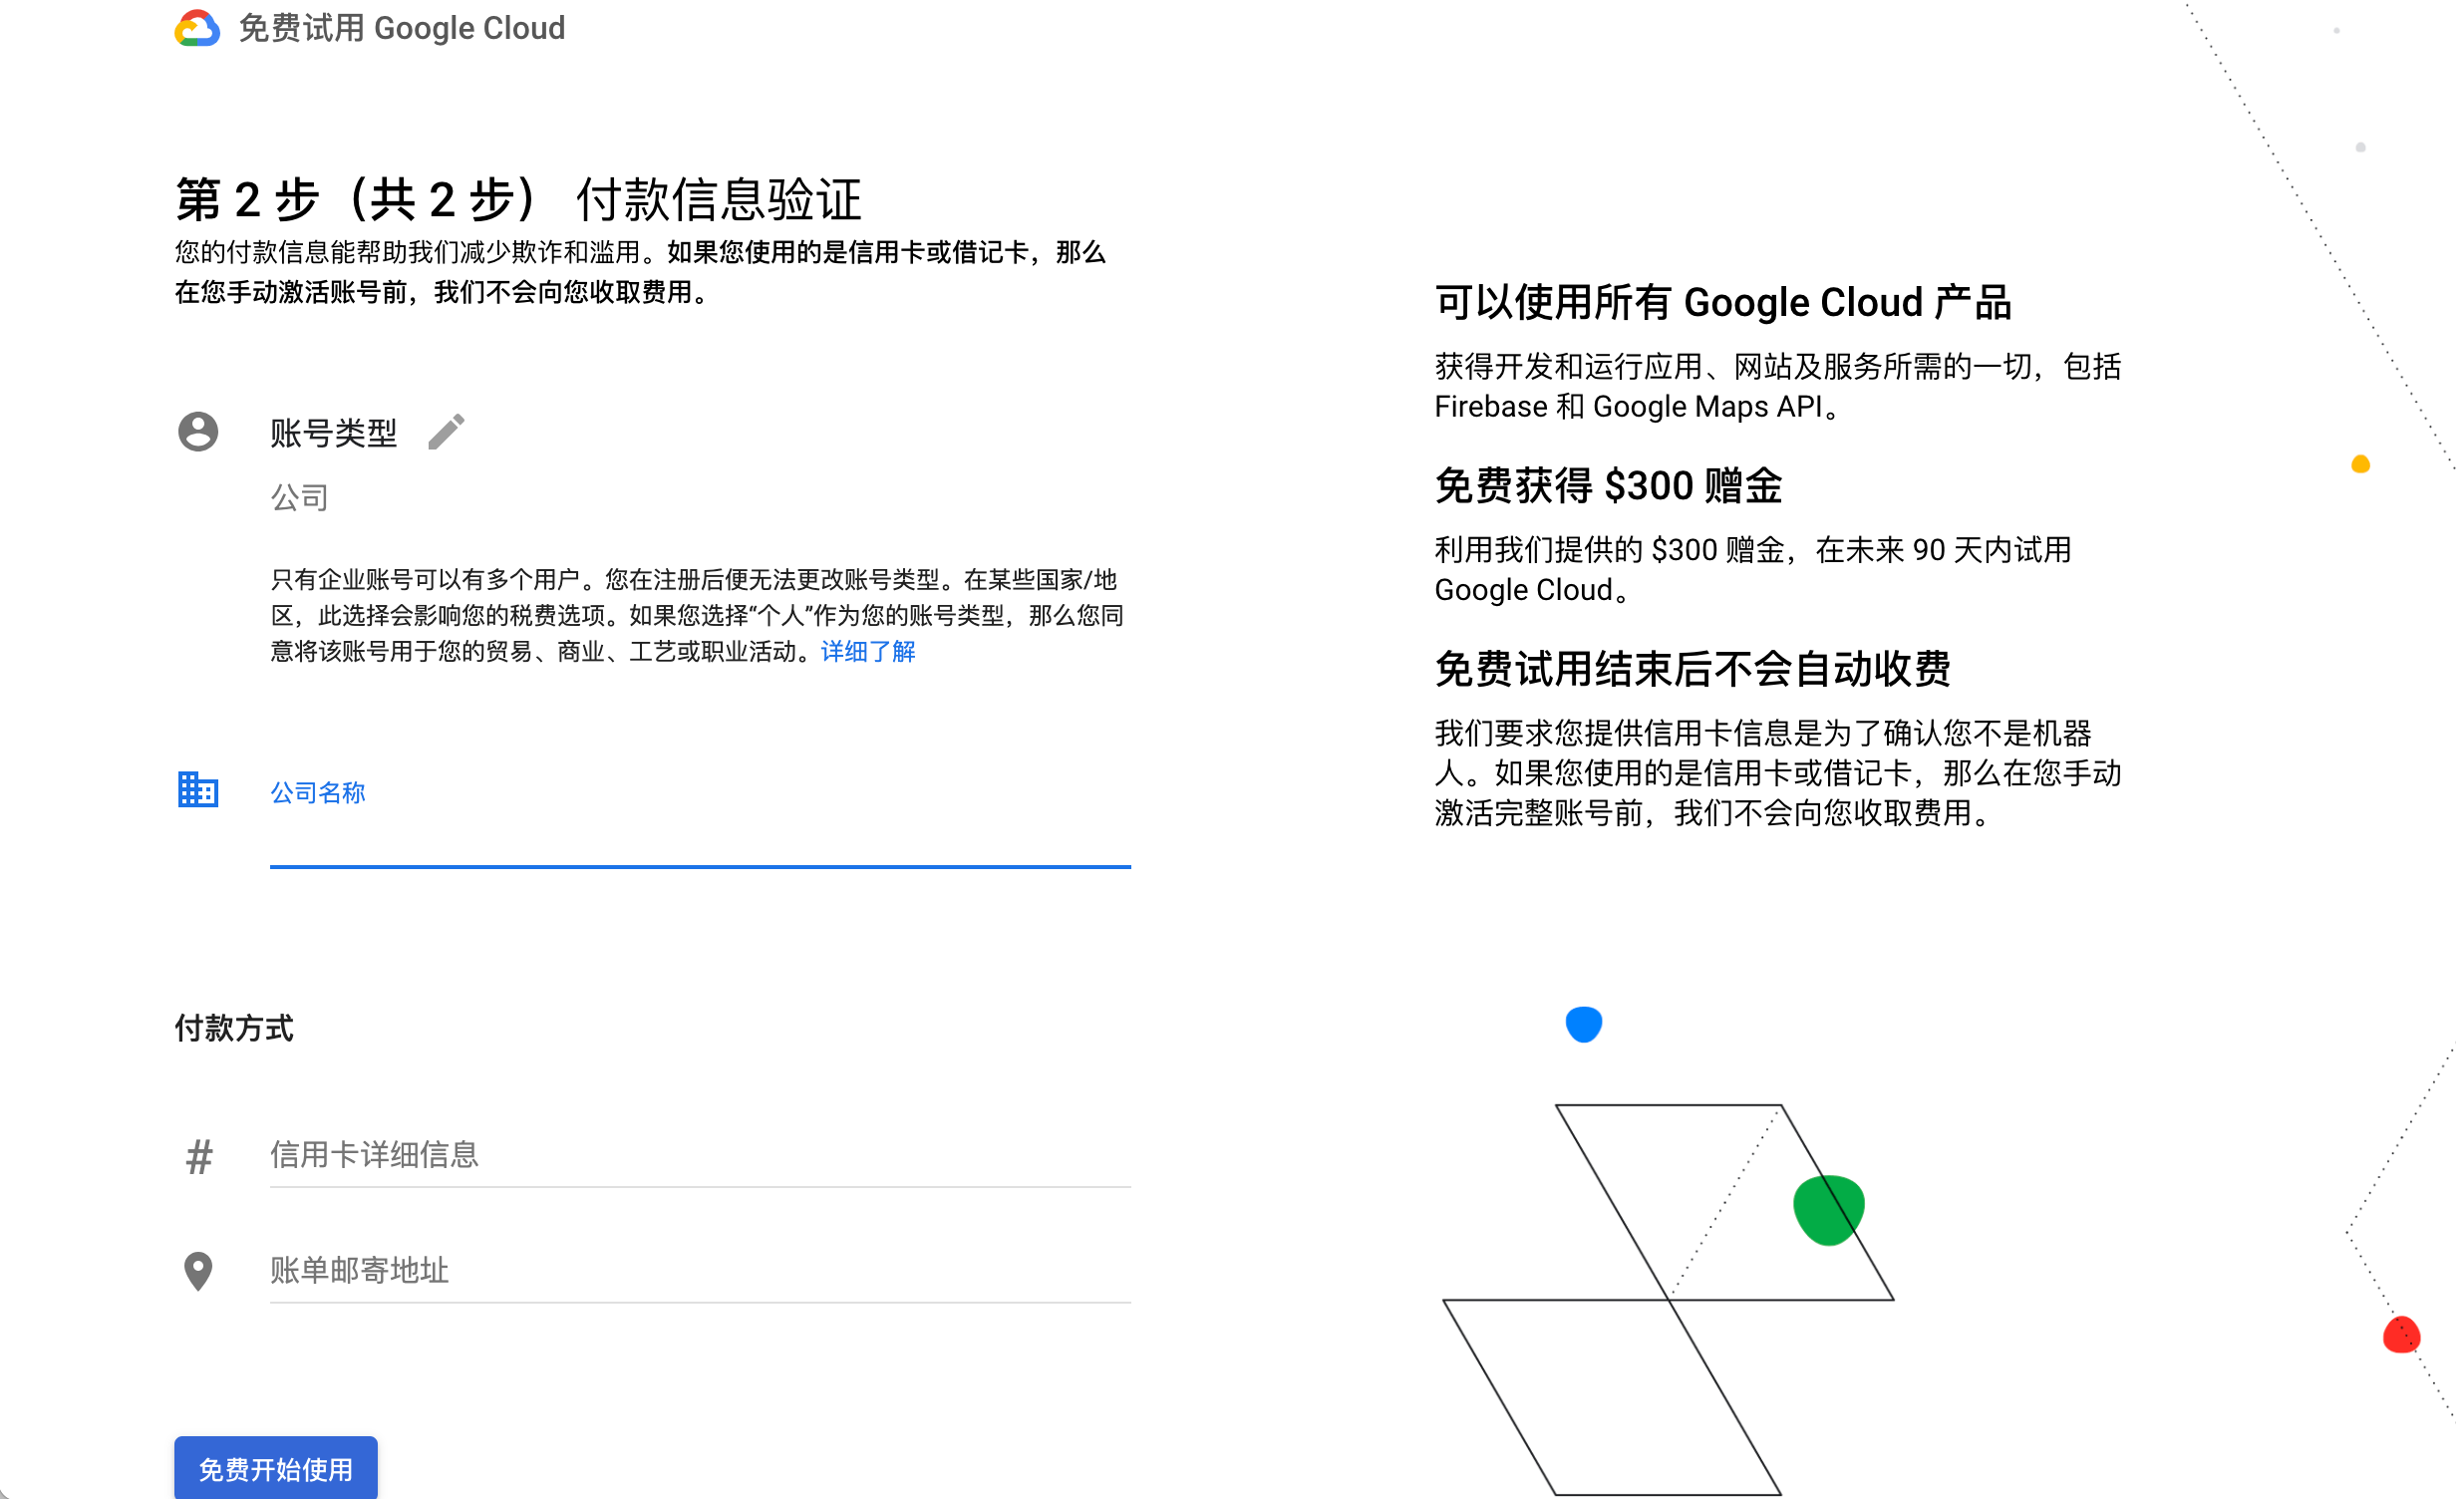 免费试用 Google Cloud
第 2 步（共 2 步） 付款信息验证
您的付款信息能帮助我们减少欺诈和滥用。如果您使用的是信用卡或借记卡，那么
在您手动激活账号前，我们不会向您收取费用。
账号类型
公司
只有企业账号可以有多个用户。您在注册后便无法更改账号类型。在某些国家/地
区，此选择会影响您的税费选项。如果您选择“个人”作为您的账号类型，那么您同
意将该账号用于您的贸易、商业、工艺或职业活动。详细了解
公司名称
付款方式
#
信用卡详细信息
账单邮寄地址
免费开始使用
可以使用所有 Google Cloud 产品
获得开发和运行应用、网站及服务所需的一切，包括
Firebase 和 Google Maps API。
免费获得 $300 赠金
利用我们提供的 $300 赠金，在未来 90 天内试用
Google Cloud。
免费试用结束后不会自动收费
我们要求您提供信用卡信息是为了确认您不是机器
人。如果您使用的是信用卡或借记卡，那么在您手动
激活完整账号前，我们不会向您收取费用。